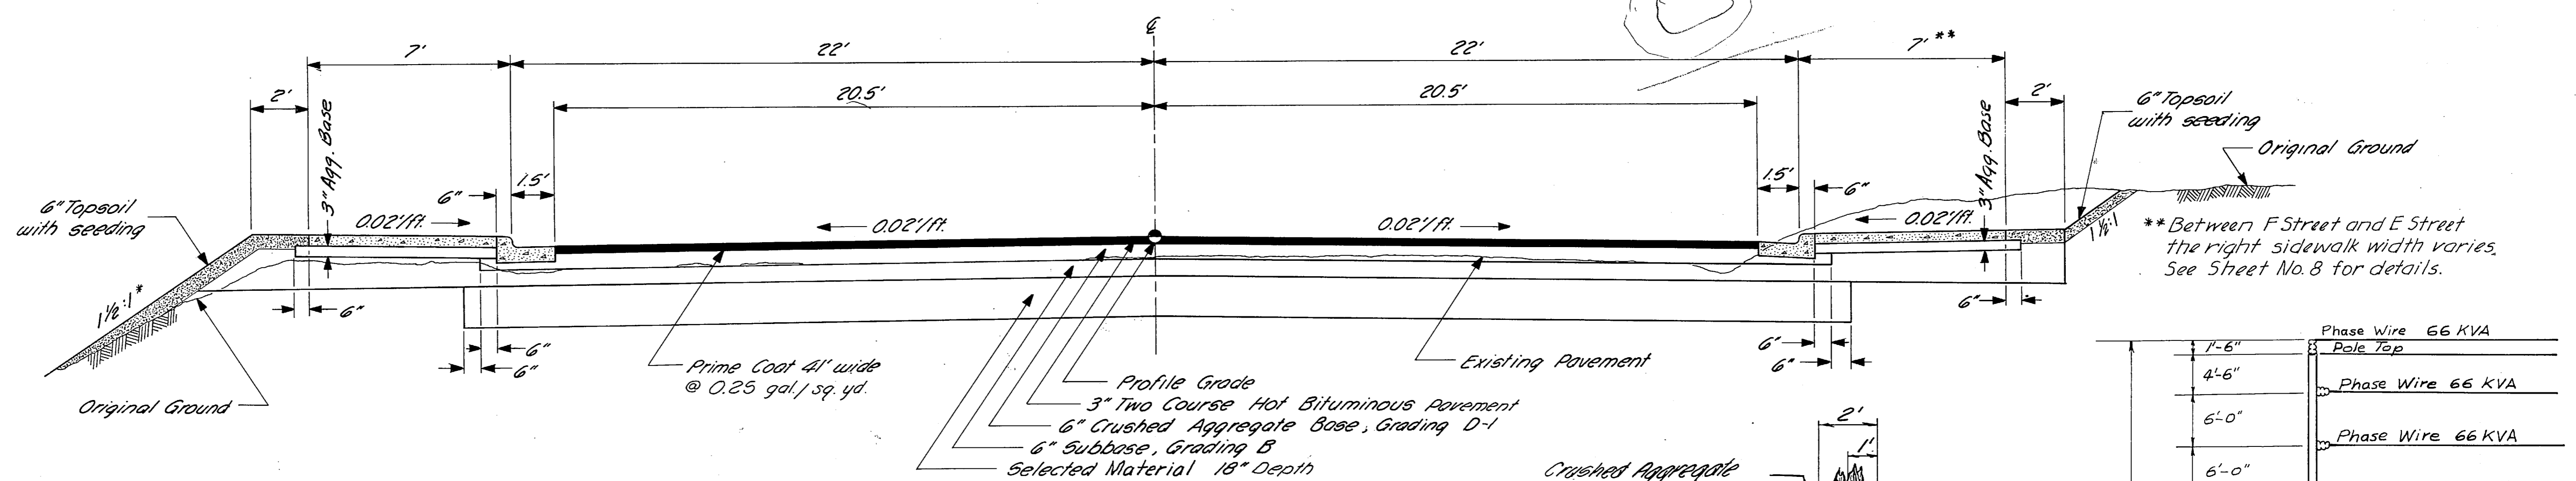 ℄
7'
22'
22'
7' **
2'
20.5'
20.5'
2'
3" Agg. Base
3" Agg. Base
6" Topsoil
with seeding
Original Ground
6"
1.5'
1.5'
6"
6" Topsoil
with seeding
0.02'/ft.
0.02'/ft.
0.02'/ft.
0.02'/ft.
1 1/2:1
** Between F Street and E Street
the right sidewalk width varies.
See Sheet No. 8 for details.
1 1/2:1*
6"
6"
6"
6"
Original Ground
Prime Coat 41' wide
@ 0.25 gal./sq. yd.
Existing Pavement
6'
6"
Profile Grade
3" Two Course Hot Bituminous Pavement
6" Crushed Aggregate Base, Grading D-1
6" Subbase, Grading B
Selected Material 18" Depth
Crushed Aggregate
2'
1'
Phase Wire 66 KVA
1'-6"
Pole Top
4'-6"
Phase Wire 66 KVA
6'-0"
Phase Wire 66 KVA
6'-0"